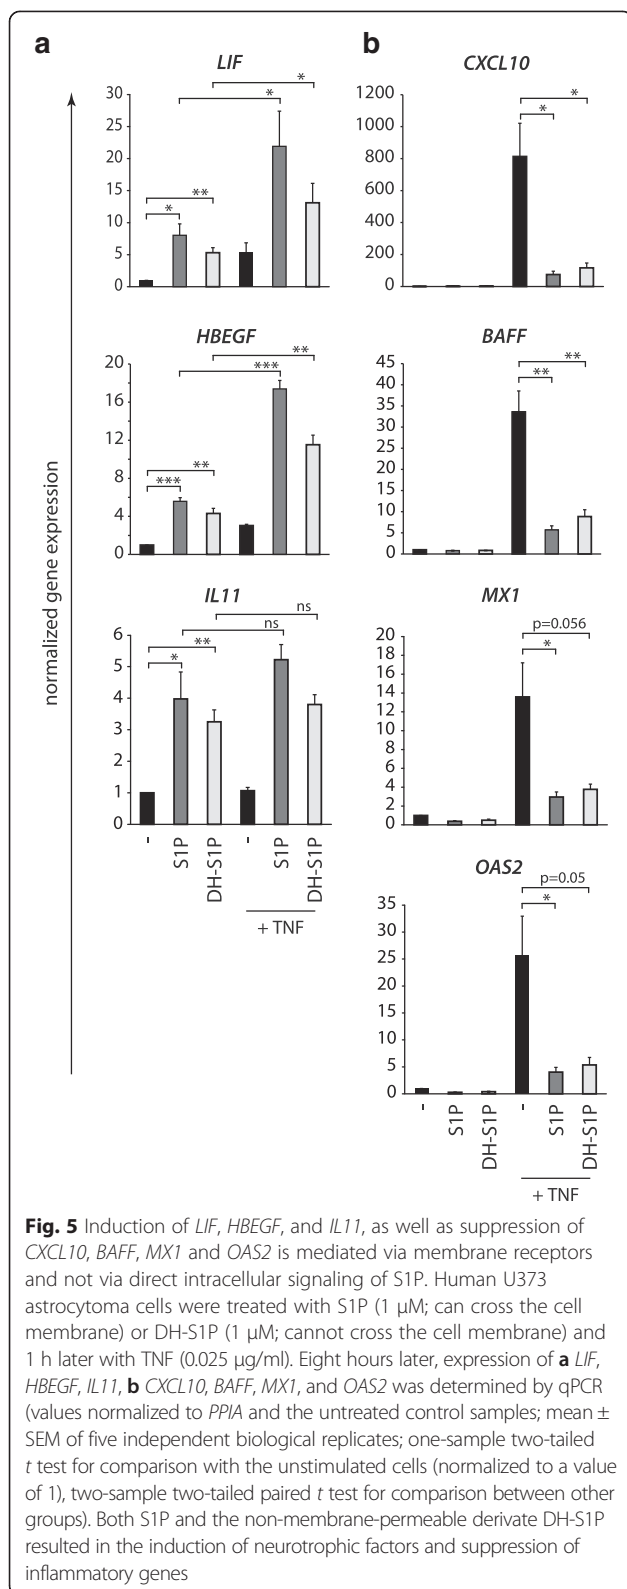 a
b
LIF
CXCL10
30
25
20
15
10
5
0
*
*
**
*
1200
1000
800
600
400
200
0
*
*
HBEGF
BAFF
20
16
12
8
4
0
**
***
**
***
45
40
35
30
25
20
15
10
5
0
**
**
normalized gene expression
IL11
MX1
6
5
4
3
2
1
0
ns
ns
**
*
-
S1P
DH-S1P
-
S1P
DH-S1P
+ TNF
20
18
16
14
12
10
8
6
4
2
0
p=0.056
*
OAS2
35
30
25
20
15
10
5
0
p=0.05
*
-
S1P
DH-S1P
-
S1P
DH-S1P
+ TNF
Fig. 5 Induction of LIF, HBEGF, and IL11, as well as suppression of
CXCL10, BAFF, MX1 and OAS2 is mediated via membrane receptors
and not via direct intracellular signaling of S1P. Human U373
astrocytoma cells were treated with S1P (1 μM; can cross the cell
membrane) or DH-S1P (1 μM; cannot cross the cell membrane) and
1 h later with TNF (0.025 μg/ml). Eight hours later, expression of a LIF,
HBEGF, IL11, b CXCL10, BAFF, MX1, and OAS2 was determined by qPCR
(values normalized to PPIA and the untreated control samples; mean ±
SEM of five independent biological replicates; one-sample two-tailed
t test for comparison with the unstimulated cells (normalized to a value
of 1), two-sample two-tailed paired t test for comparison between other
groups). Both S1P and the non-membrane-permeable derivate DH-S1P
resulted in the induction of neurotrophic factors and suppression of
inflammatory genes